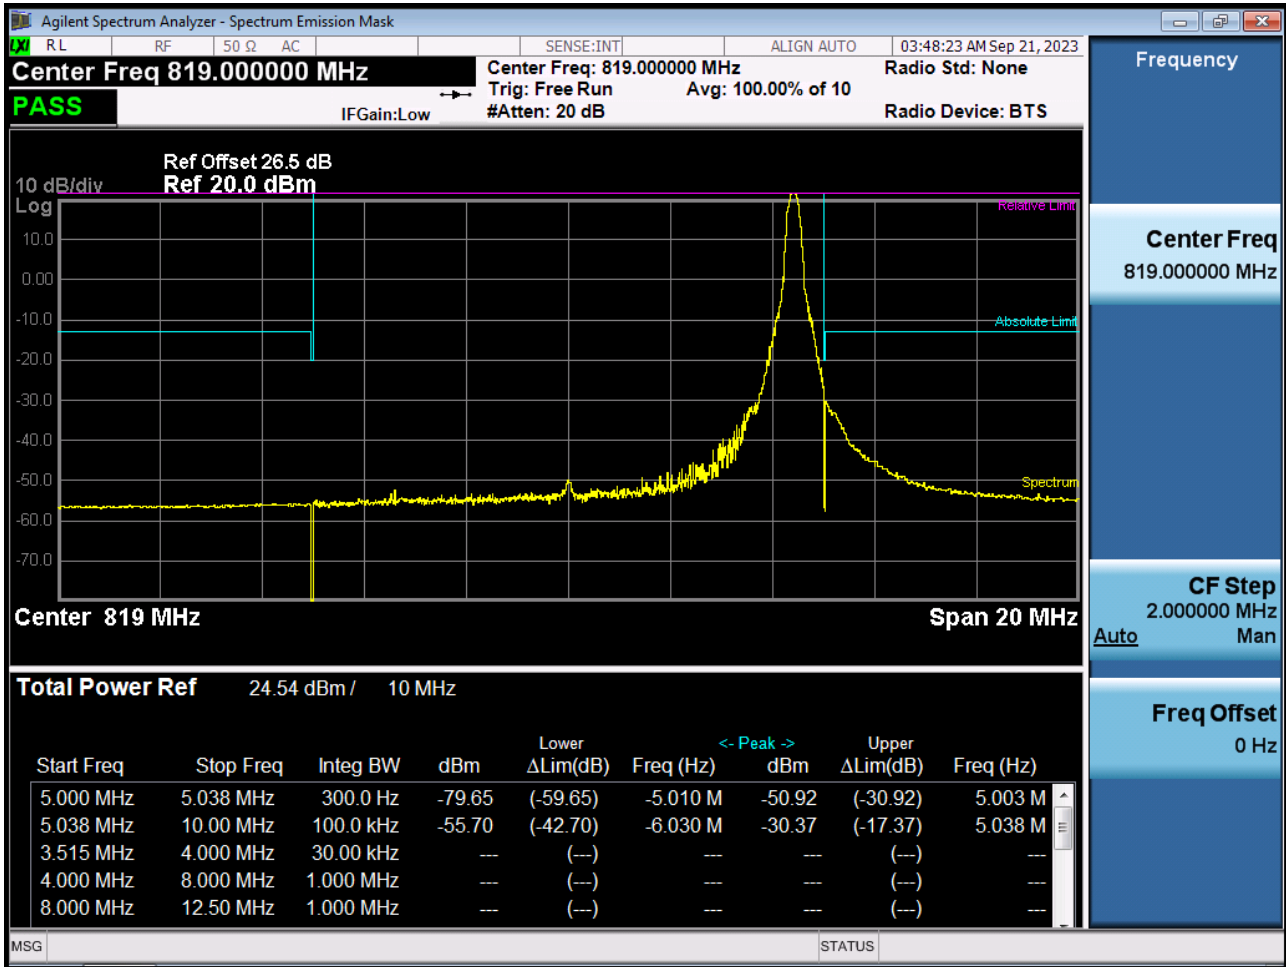 Agilent Spectrum Analyzer - Spectrum Emission Mask
LXI RL RF 50 Ω AC SENSE:INT ALIGN AUTO 03:48:23 AM Sep 21, 2023
Center Freq 819.000000 MHz
PASS
IFGain:Low
Center Freq: 819.000000 MHz
Trig: Free Run Avg: 100.00% of 10
#Atten: 20 dB
Radio Std: None
Radio Device: BTS
Ref Offset 26.5 dB
10 dB/div Ref 20.0 dBm
Log
Relative Limit
10.0
0.00
-10.0
Absolute Limit
-20.0
-30.0
-40.0
-50.0
Spectrum
-60.0
-70.0
Center 819 MHz Span 20 MHz
Total Power Ref 24.54 dBm / 10 MHz
Lower <- Peak -> Upper
Start Freq Stop Freq Integ BW dBm ΔLim(dB) Freq (Hz) dBm ΔLim(dB) Freq (Hz)
5.000 MHz 5.038 MHz 300.0 Hz -79.65 (-59.65) -5.010 M -50.92 (-30.92) 5.003 M
5.038 MHz 10.00 MHz 100.0 kHz -55.70 (-42.70) -6.030 M -30.37 (-17.37) 5.038 M
3.515 MHz 4.000 MHz 30.00 kHz --- (---) --- --- (---) ---
4.000 MHz 8.000 MHz 1.000 MHz --- (---) --- --- (---) ---
8.000 MHz 12.50 MHz 1.000 MHz --- (---) --- --- (---) ---
MSG STATUS
Frequency
Center Freq
819.000000 MHz
CF Step
2.000000 MHz
Auto Man
Freq Offset
0 Hz